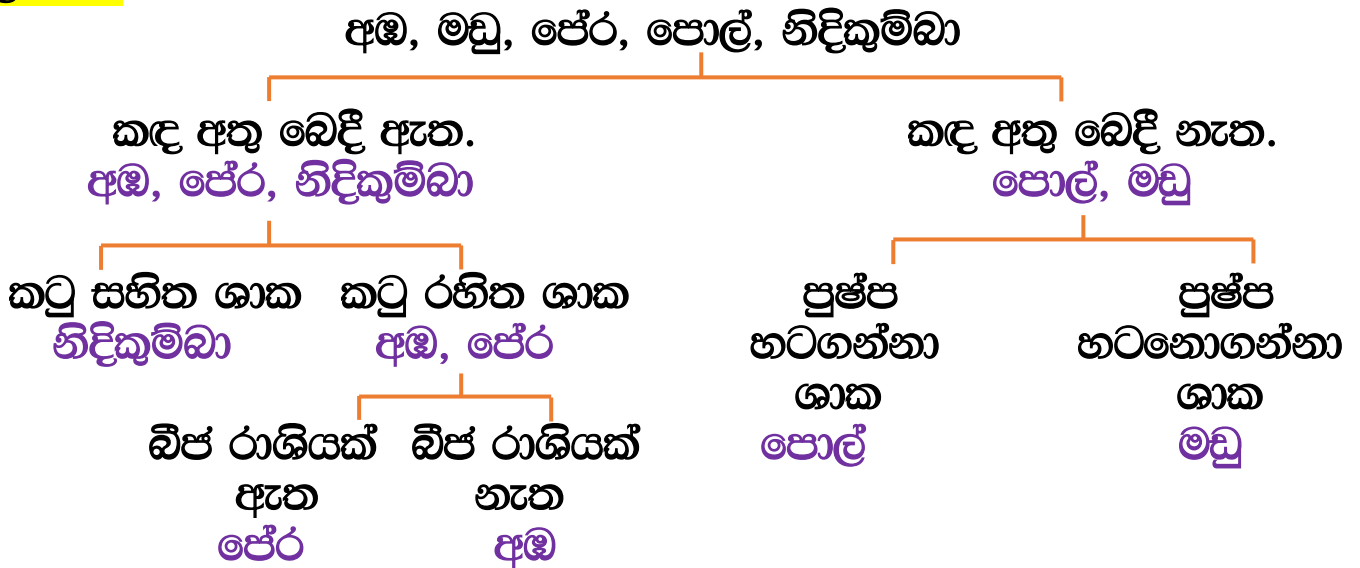 අඹ, මඩු, පේර, පොල්, නිදිකුම්බා
කඳ අතු බෙදී ඇත.
අඹ, පේර, නිදිකුම්බා
කඳ අතු බෙදී නැත.
පොල්, මඩු
කටු සහිත ශාක
නිදිකුම්බා
කටු රහිත ශාක
අඹ, පේර
බීජ රාශියක්
ඇත
පේර
බීජ රාශියක්
නැත
අඹ
පුෂ්ප
හටගන්නා
ශාක
පොල්
පුෂ්ප
හටනොගන්නා
ශාක
මඩු